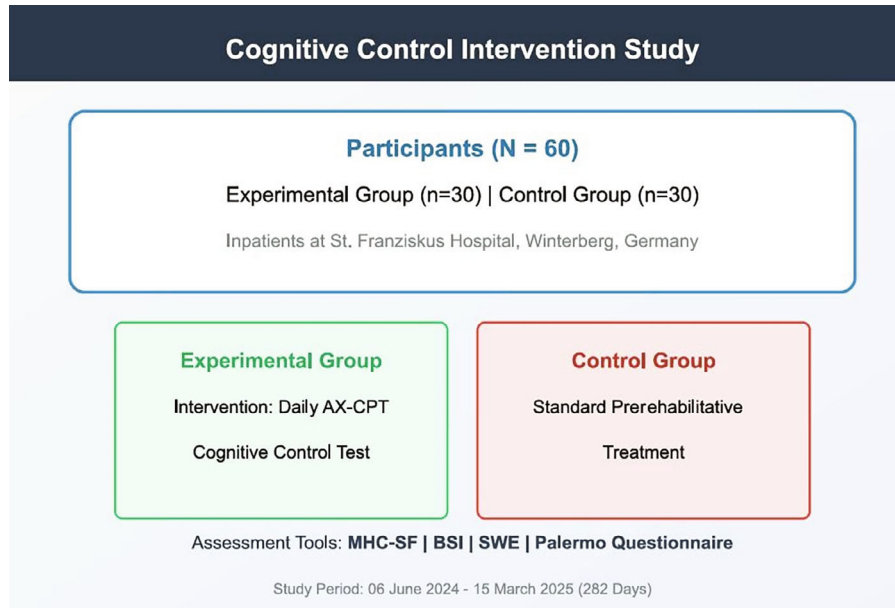 Cognitive Control Intervention Study
Participants (N = 60)
Experimental Group (n=30) | Control Group (n=30)
Inpatients at St. Franziskus Hospital, Winterberg, Germany
Experimental Group
Intervention: Daily AX-CPT
Cognitive Control Test
Control Group
Standard Prerehabilitative
Treatment
Assessment Tools: MHC-SF | BSI | SWE | Palermo Questionnaire
Study Period: 06 June 2024 - 15 March 2025 (282 Days)